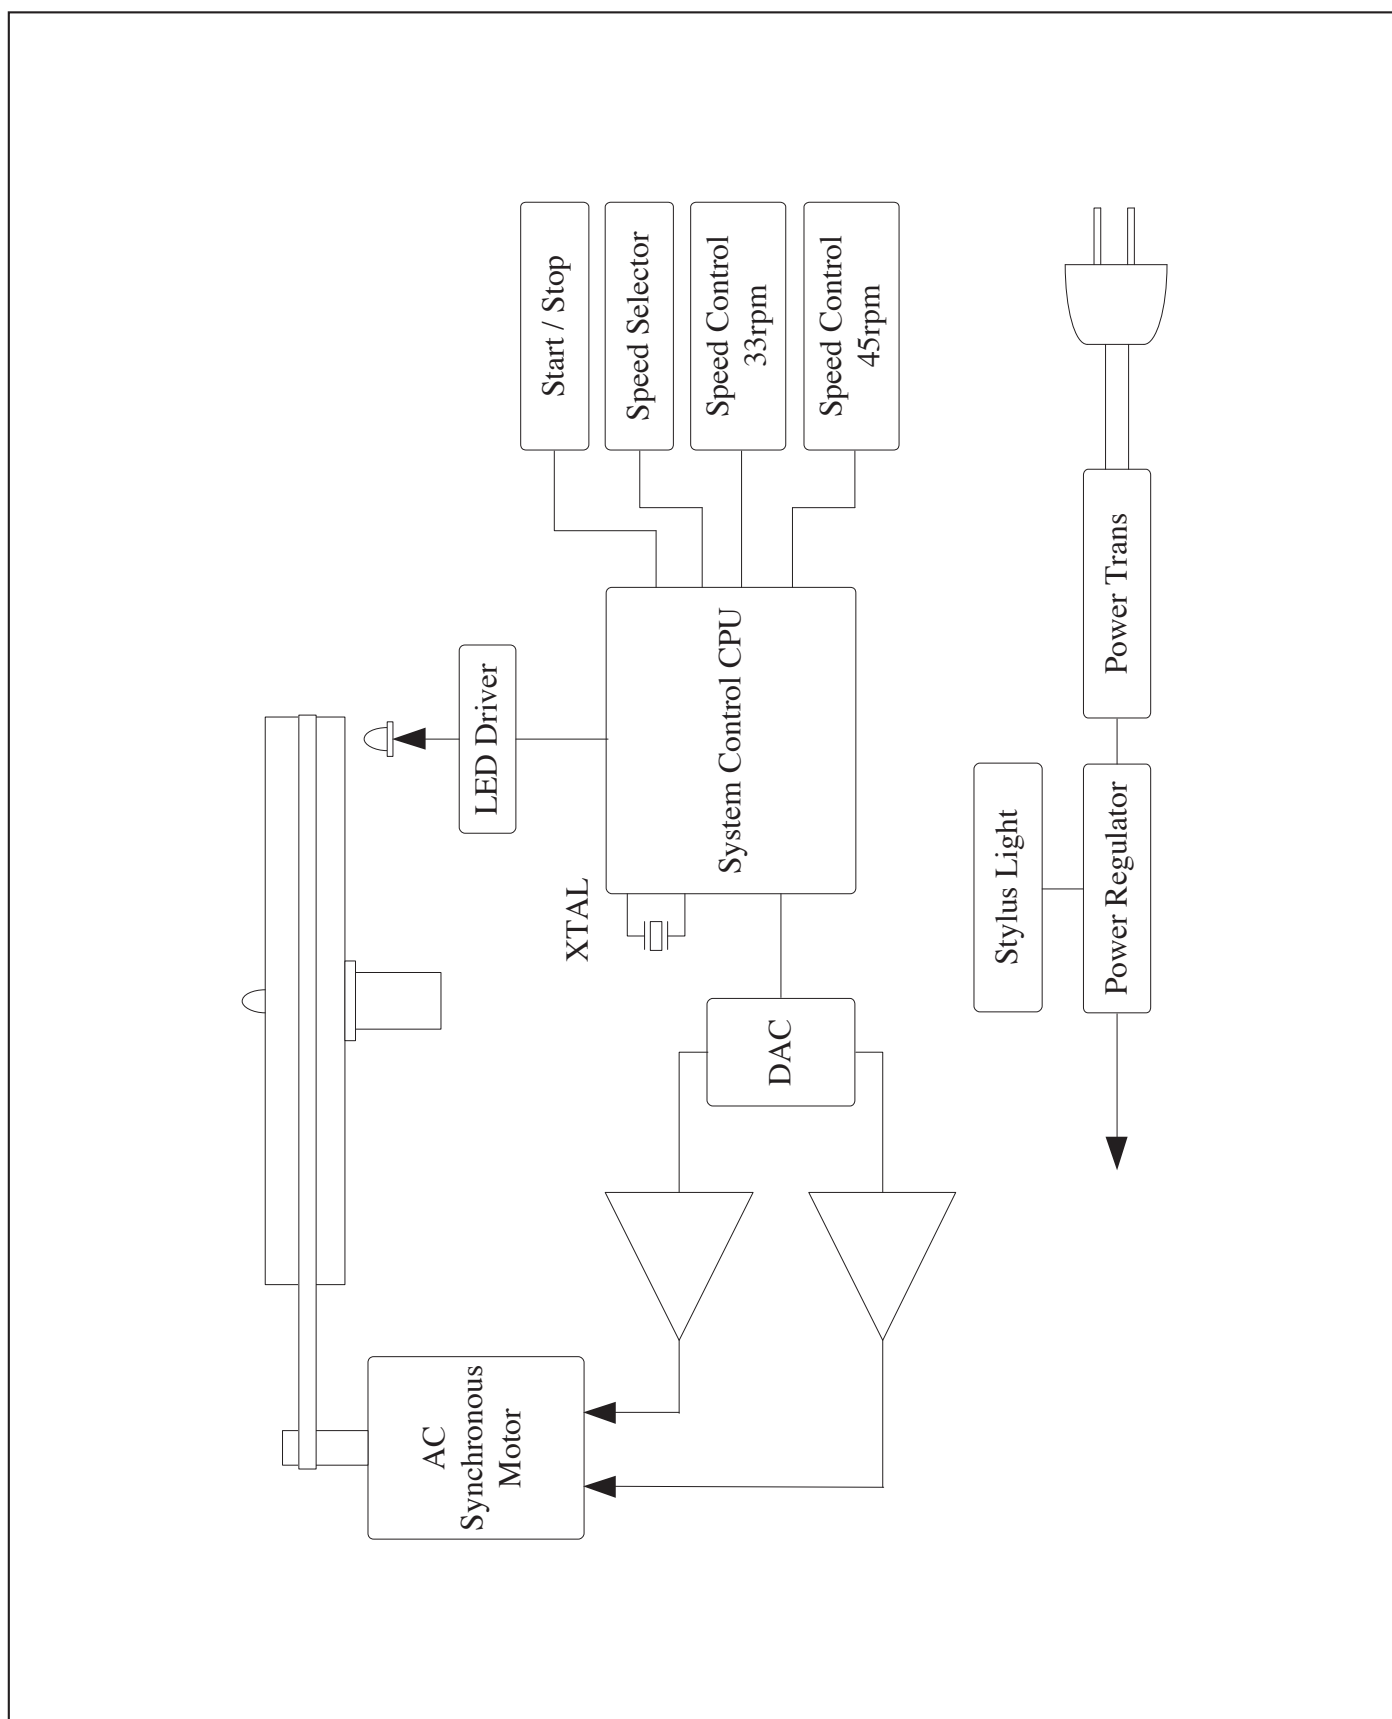 Start / Stop
Speed Selector
Speed Control
33rpm
Speed Control
45rpm
LED Driver
System Control CPU
XTAL
DAC
AC
Synchronous
Motor
Power Trans
Stylus Light
Power Regulator